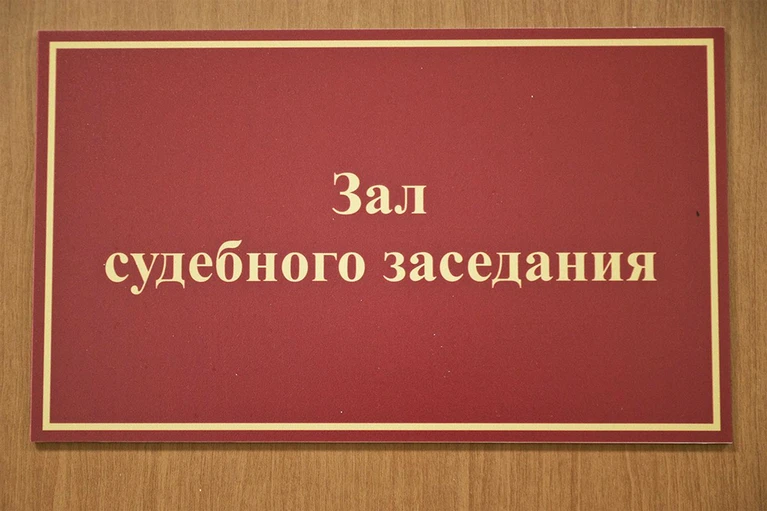 Зал
судебного заседания